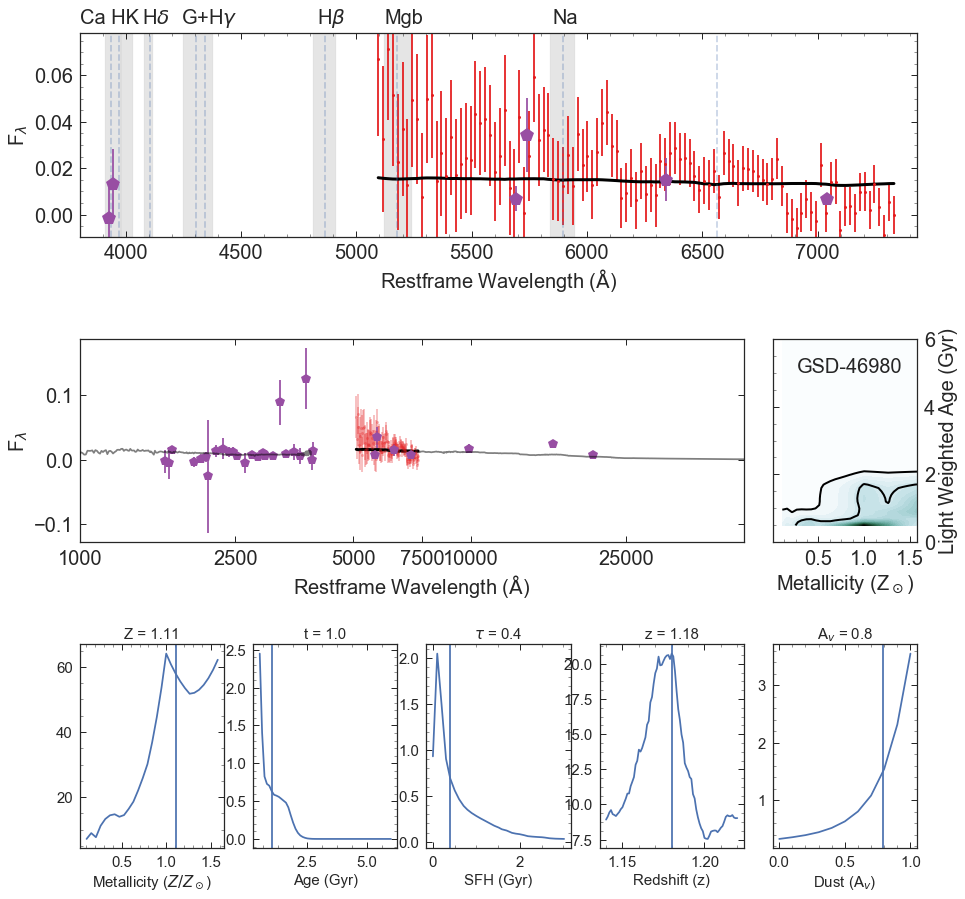 Ca HK Hδ G+Hγ Hβ Mgb Na
F_λ
0.06
0.04
0.02
0.00
4000 4500 5000 5500 6000 6500 7000
Restframe Wavelength (Å)
F_λ
0.1
0.0
−0.1
1000 2500 5000 7500 10000 25000
Restframe Wavelength (Å)
GSD-46980
6
4
2
0
Light Weighted Age (Gyr)
0.5 1.0 1.5
Metallicity (Z_⊙)
Z = 1.11
60
40
20
0.5 1.0 1.5
Metallicity (Z/Z_⊙)
t = 1.0
2.5
2.0
1.5
1.0
0.5
0.0
2.5 5.0
Age (Gyr)
τ = 0.4
2.0
1.5
1.0
0.5
0.0
0 2
SFH (Gyr)
z = 1.18
20.0
17.5
15.0
12.5
10.0
7.5
1.15 1.20
Redshift (z)
A_v = 0.8
3
2
1
0.0 0.5 1.0
Dust (A_v)